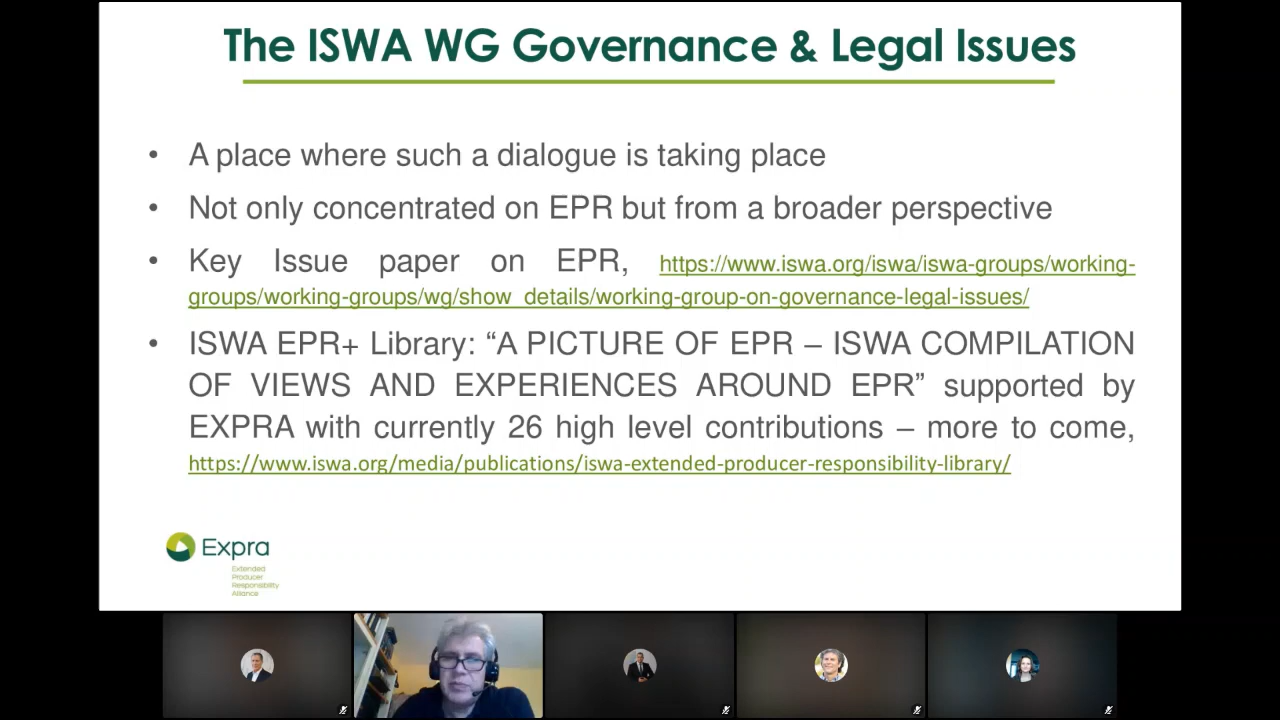 The ISWA WG Governance & Legal Issues
• A place where such a dialogue is taking place
• Not only concentrated on EPR but from a broader perspective
• Key Issue paper on EPR, https://www.iswa.org/iswa/iswa-groups/working-
groups/working-groups/wg/show_details/working-group-on-governance-legal-issues/
• ISWA EPR+ Library: “A PICTURE OF EPR – ISWA COMPILATION
OF VIEWS AND EXPERIENCES AROUND EPR” supported by
EXPRA with currently 26 high level contributions – more to come,
https://www.iswa.org/media/publications/iswa-extended-producer-responsibility-library/
Expra
Extended
Producer
Responsibility
Alliance